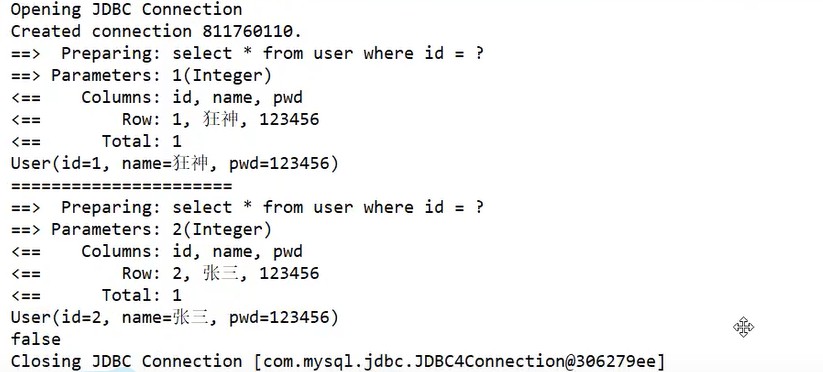 Opening JDBC Connection
Created connection 811760110.
==>  Preparing: select * from user where id = ?
==> Parameters: 1(Integer)
<==    Columns: id, name, pwd
<==        Row: 1, 狂神, 123456
<==      Total: 1
User(id=1, name=狂神, pwd=123456)
======================
==>  Preparing: select * from user where id = ?
==> Parameters: 2(Integer)
<==    Columns: id, name, pwd
<==        Row: 2, 张三, 123456
<==      Total: 1
User(id=2, name=张三, pwd=123456)
false
Closing JDBC Connection [com.mysql.jdbc.JDBC4Connection@306279ee]